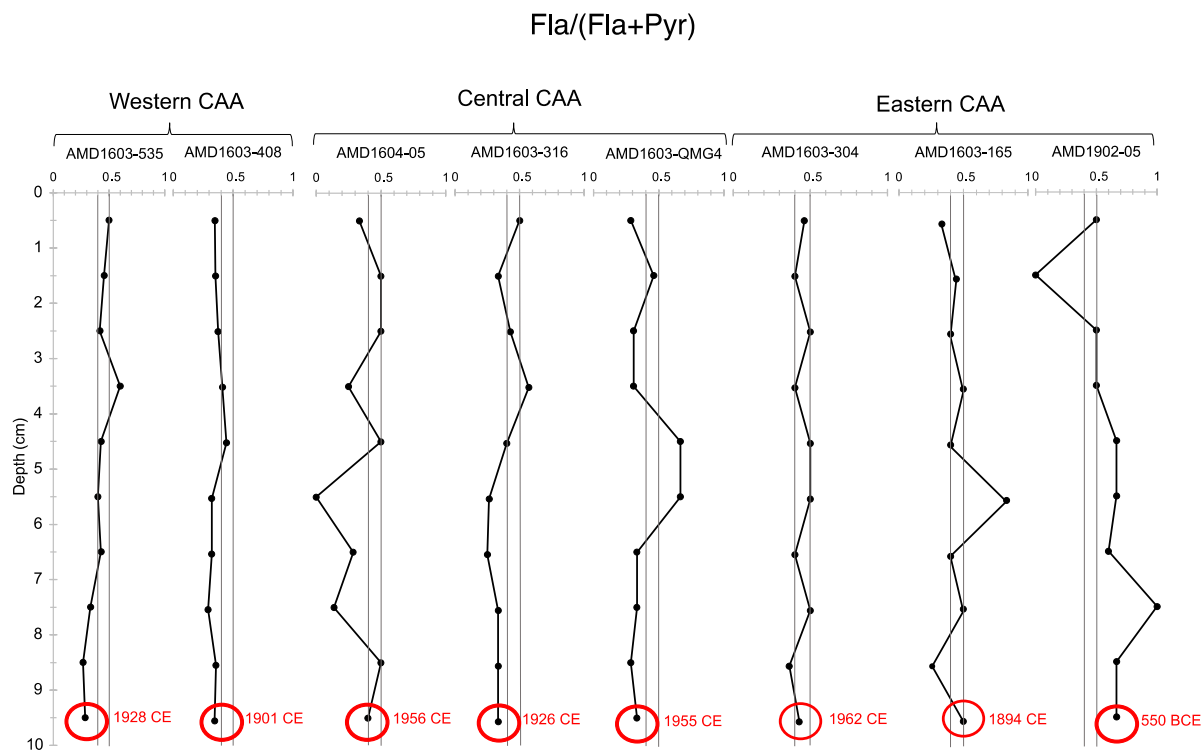 Fla/(Fla+Pyr)
Western CAA
Central CAA
Eastern CAA
AMD1603-535
AMD1603-408
AMD1604-05
AMD1603-316
AMD1603-QMG4
AMD1603-304
AMD1603-165
AMD1902-05
0 0.5 1
0 0.5 1
0 0.5 1
0 0.5 1
0 0.5 1
0 0.5 1
0 0.5 1
0 0.5 1
Depth (cm)
0
1
2
3
4
5
6
7
8
9
10
1928 CE
1901 CE
1956 CE
1926 CE
1955 CE
1962 CE
1894 CE
550 BCE